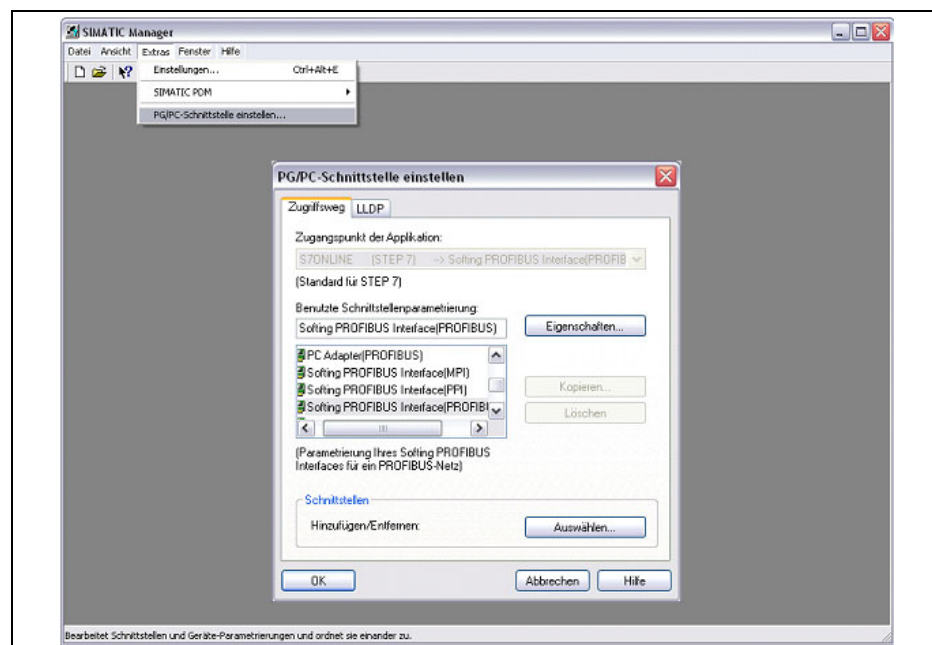 SIMATIC Manager
Datei Ansicht Extras Fenster Hilfe
Einstellungen... Ctrl+Alt+E
SIMATIC PDM
PG/PC-Schnittstelle einstellen...
PG/PC-Schnittstelle einstellen
Zugriffsweg LLDP
Zugangspunkt der Applikation:
S7ONLINE (STEP 7) -> Softing PROFIBUS Interface(PROFIB
(Standard für STEP 7)
Benutzte Schnittstellenparametrierung:
Softing PROFIBUS Interface(PROFIBUS)
Eigenschaften...
PC Adapter(PROFIBUS)
Softing PROFIBUS Interface(MPI)
Softing PROFIBUS Interface(PPI)
Softing PROFIBUS Interface(PROFIB
Kopieren...
Löschen
(Parametrierung Ihres Softing PROFIBUS
Interfaces für ein PROFIBUS-Netz)
Schnittstellen
Hinzufügen/Entfernen:
Auswählen...
OK
Abbrechen
Hilfe
Bearbeitet Schnittstellen und Geräte-Parametrierungen und ordnet sie einander zu.